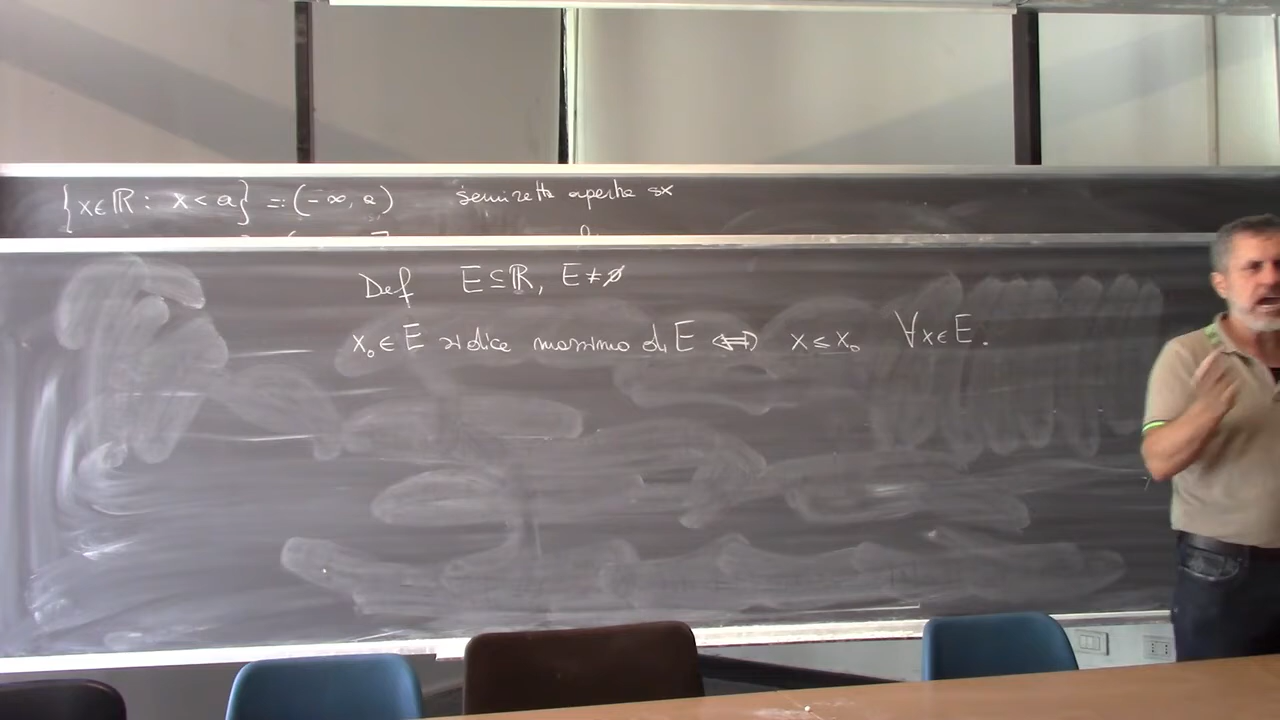 {x∈ℝ: x<a} = (-∞, a) semiretta aperta sx
Def E⊆ℝ, E≠∅
x₀∈E si dice massimo di E ⇔ x≤x₀ ∀x∈E.